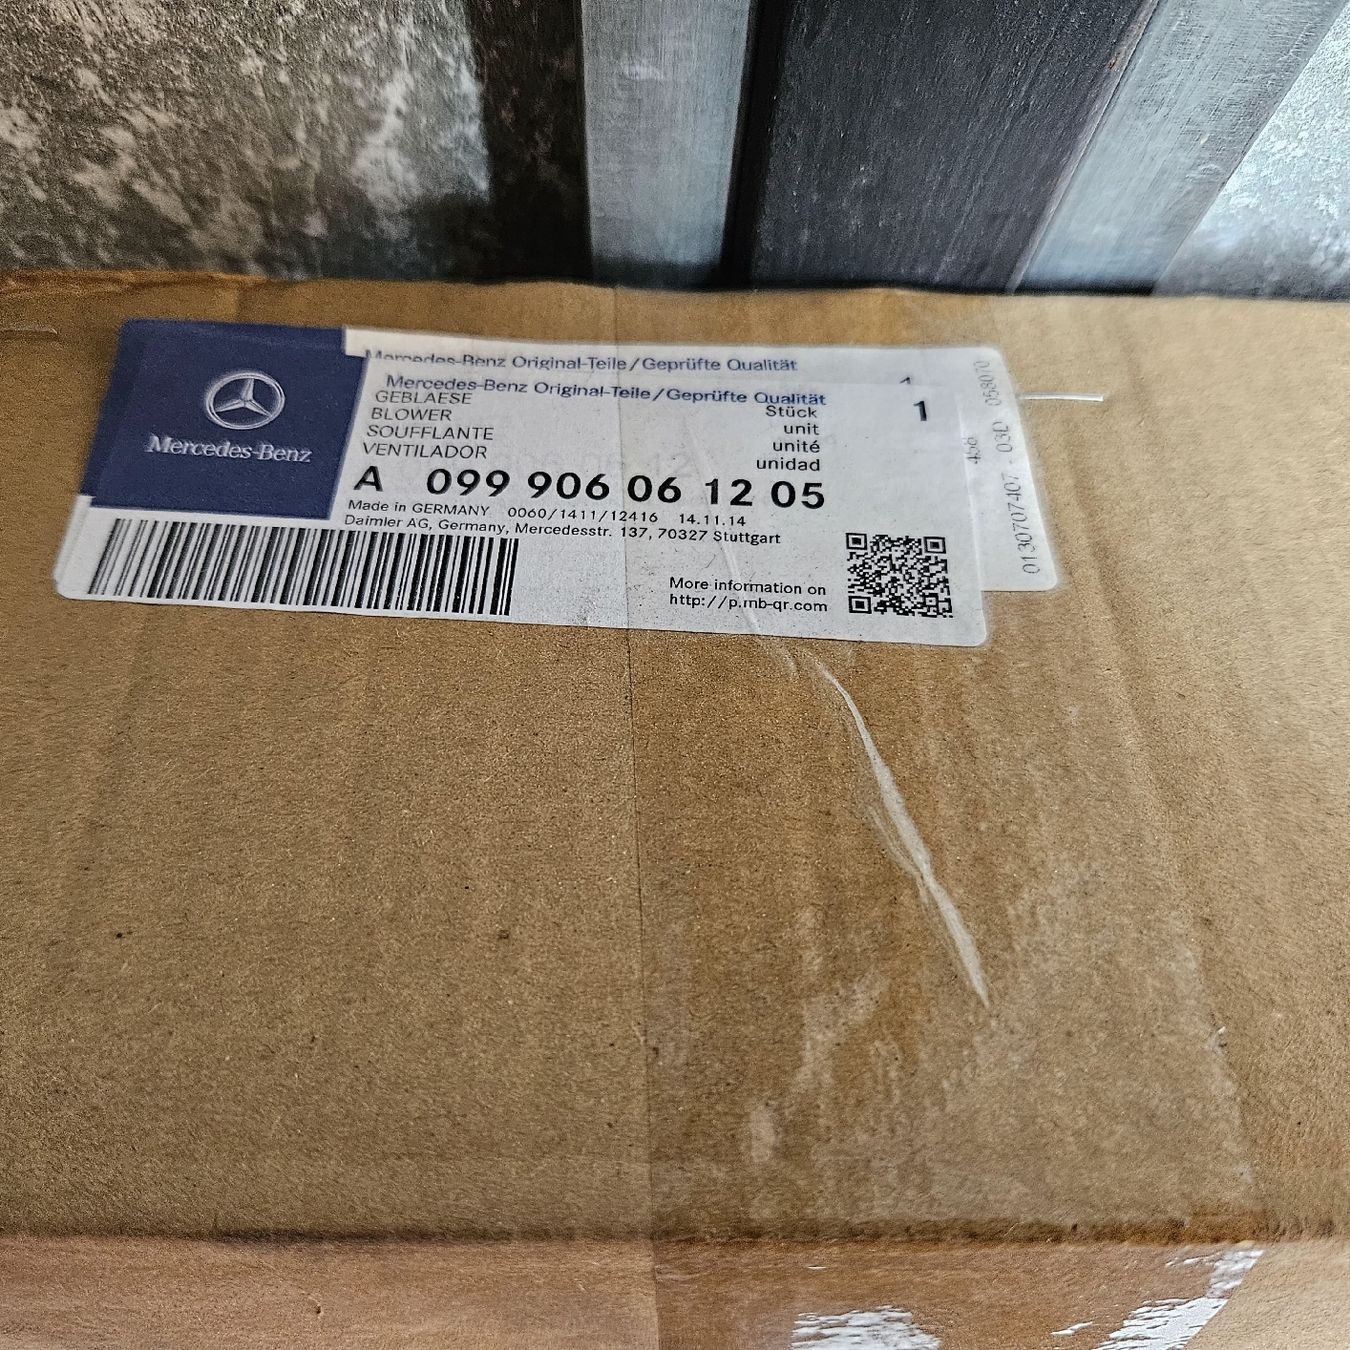 Mercedes-Benz
Mercedes-Benz Original-Teile/Geprüfte Qualität
1
Mercedes-Benz Original-Teile/Geprüfte Qualität
GEBLAESE Stück 1
BLOWER unit
SOUFFLANTE unité
VENTILADOR unidad
A 099 906 06 12 05
Made in GERMANY 0060/1411/12416 14.11.14
Daimler AG, Germany, Mercedesstr. 137, 70327 Stuttgart
More information on
http://p.mb-qr.com
456